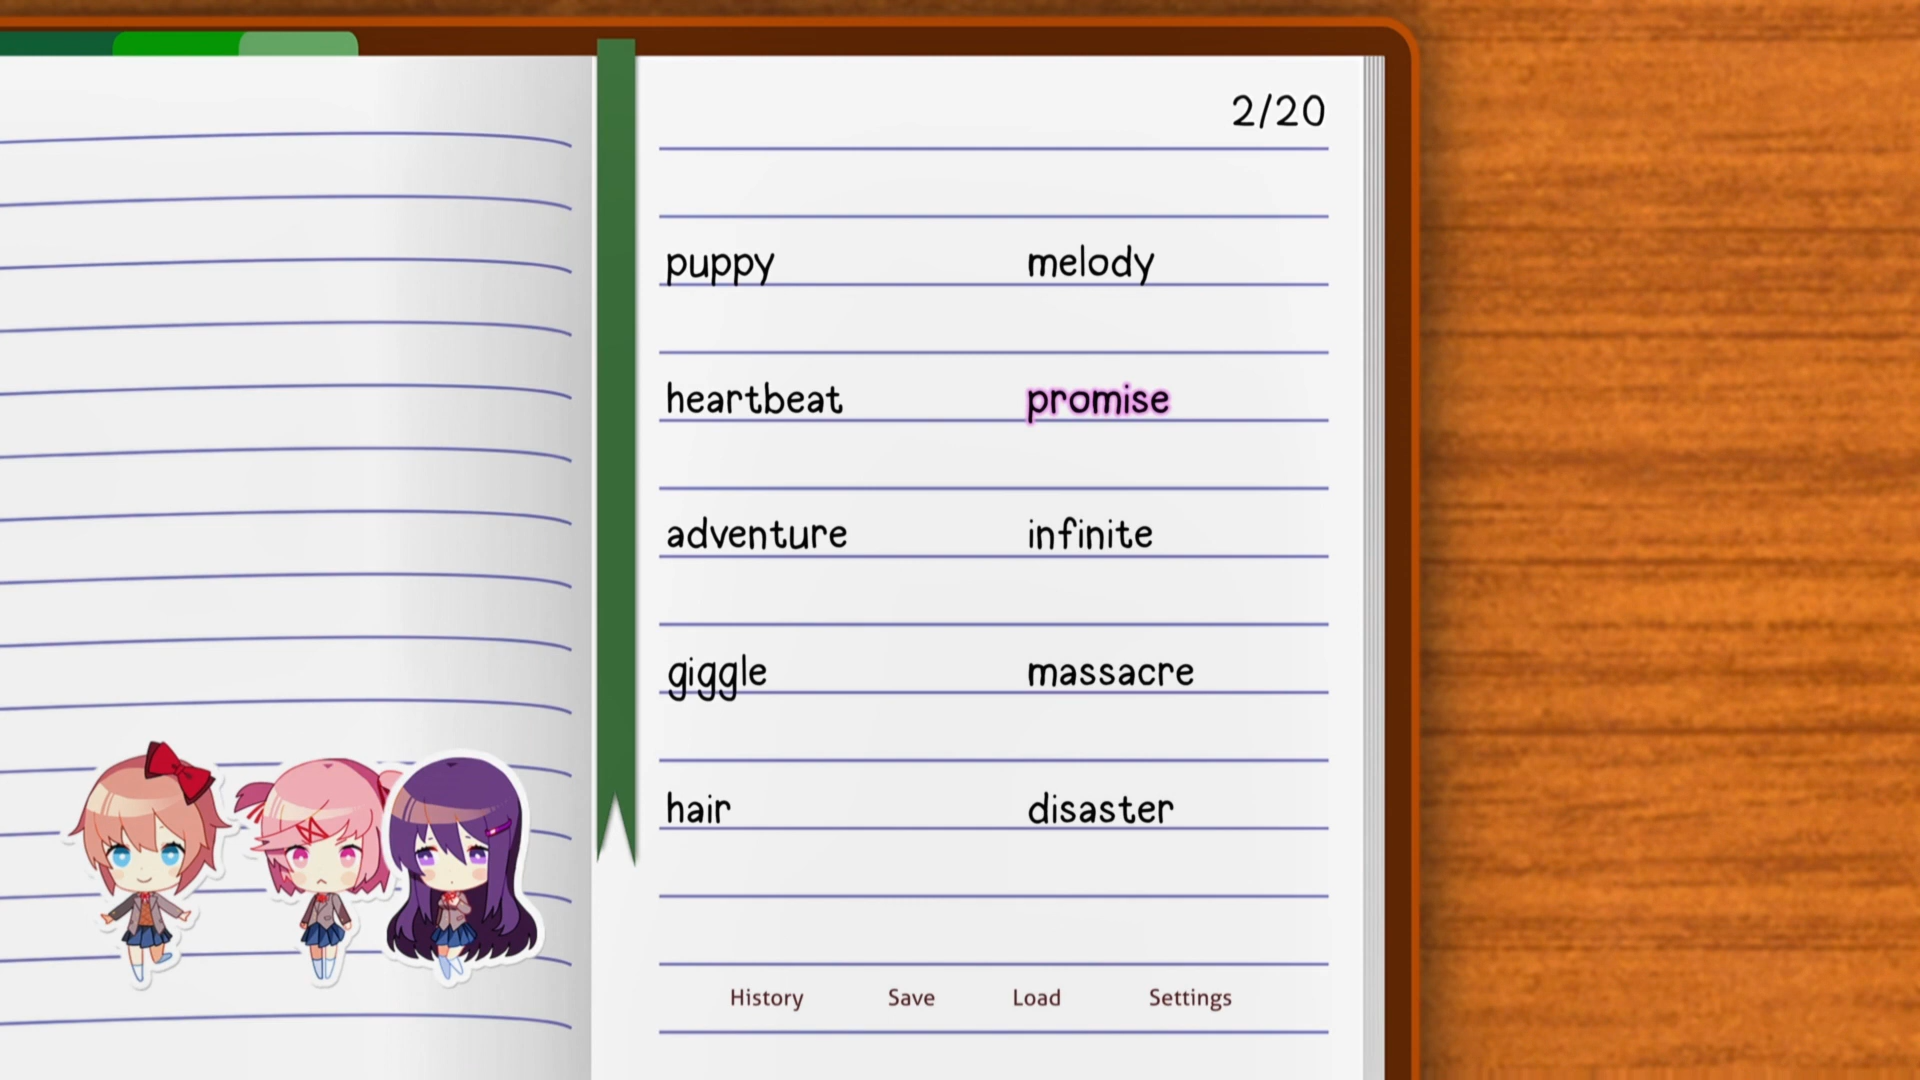 2/20
puppy melody
heartbeat promise
adventure infinite
giggle massacre
hair disaster
History Save Load Settings